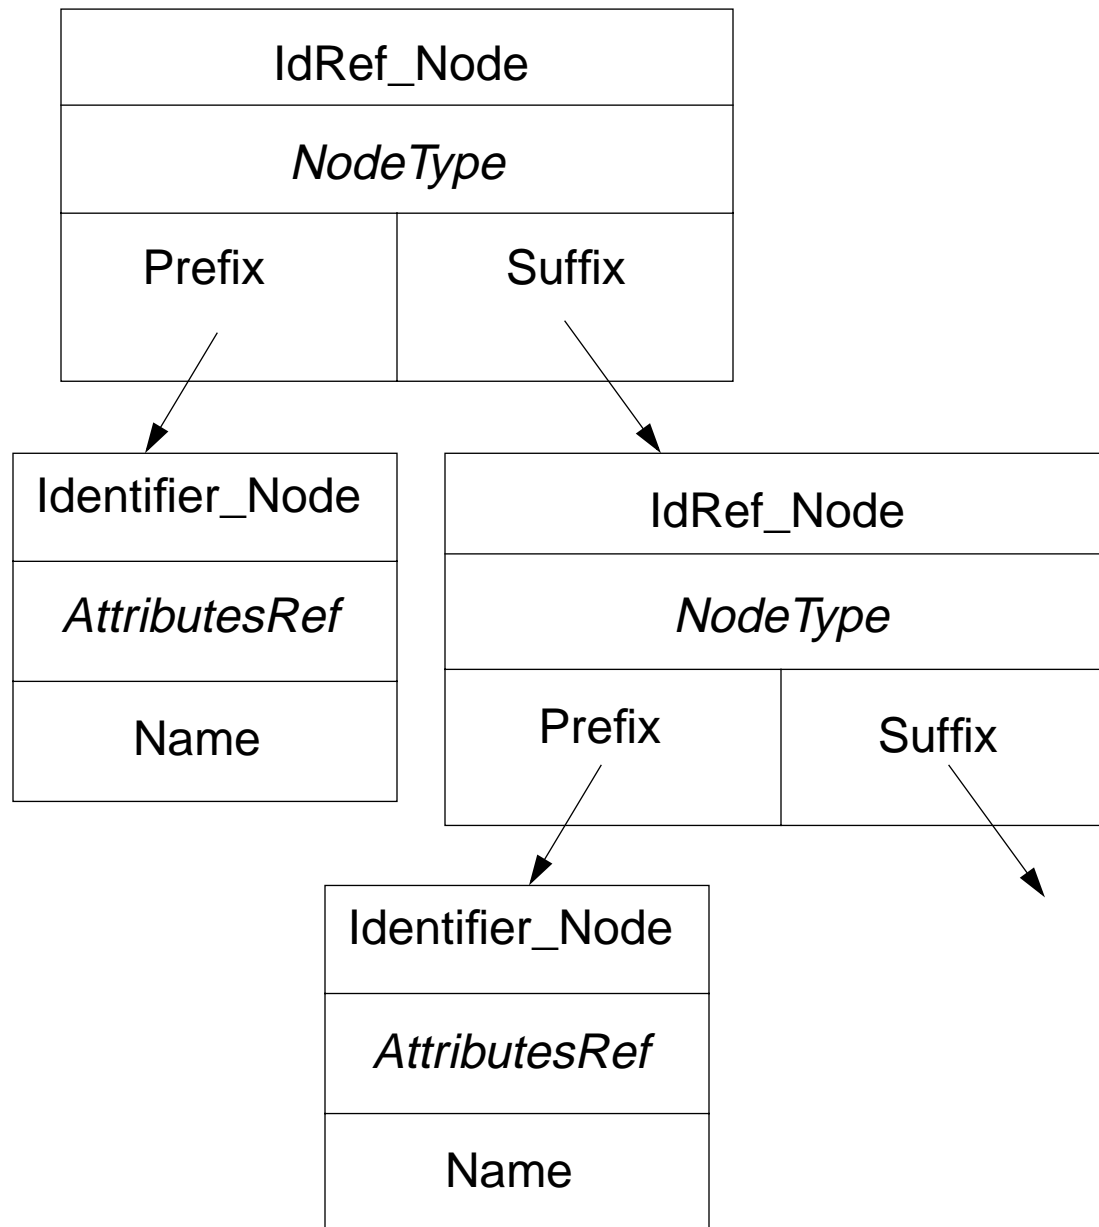 IdRef_Node
NodeType
Prefix
Suffix
Identifier_Node
AttributesRef
Name
IdRef_Node
NodeType
Prefix
Suffix
Identifier_Node
AttributesRef
Name